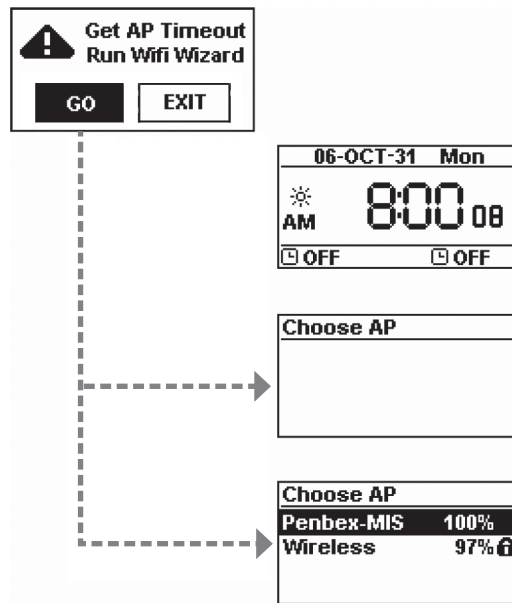 Get AP Timeout
Run Wifi Wizard
GO EXIT
06-OCT-31 Mon
AM 8:00 08
OFF OFF
Choose AP
Choose AP
Penbex-MIS 100%
Wireless 97%